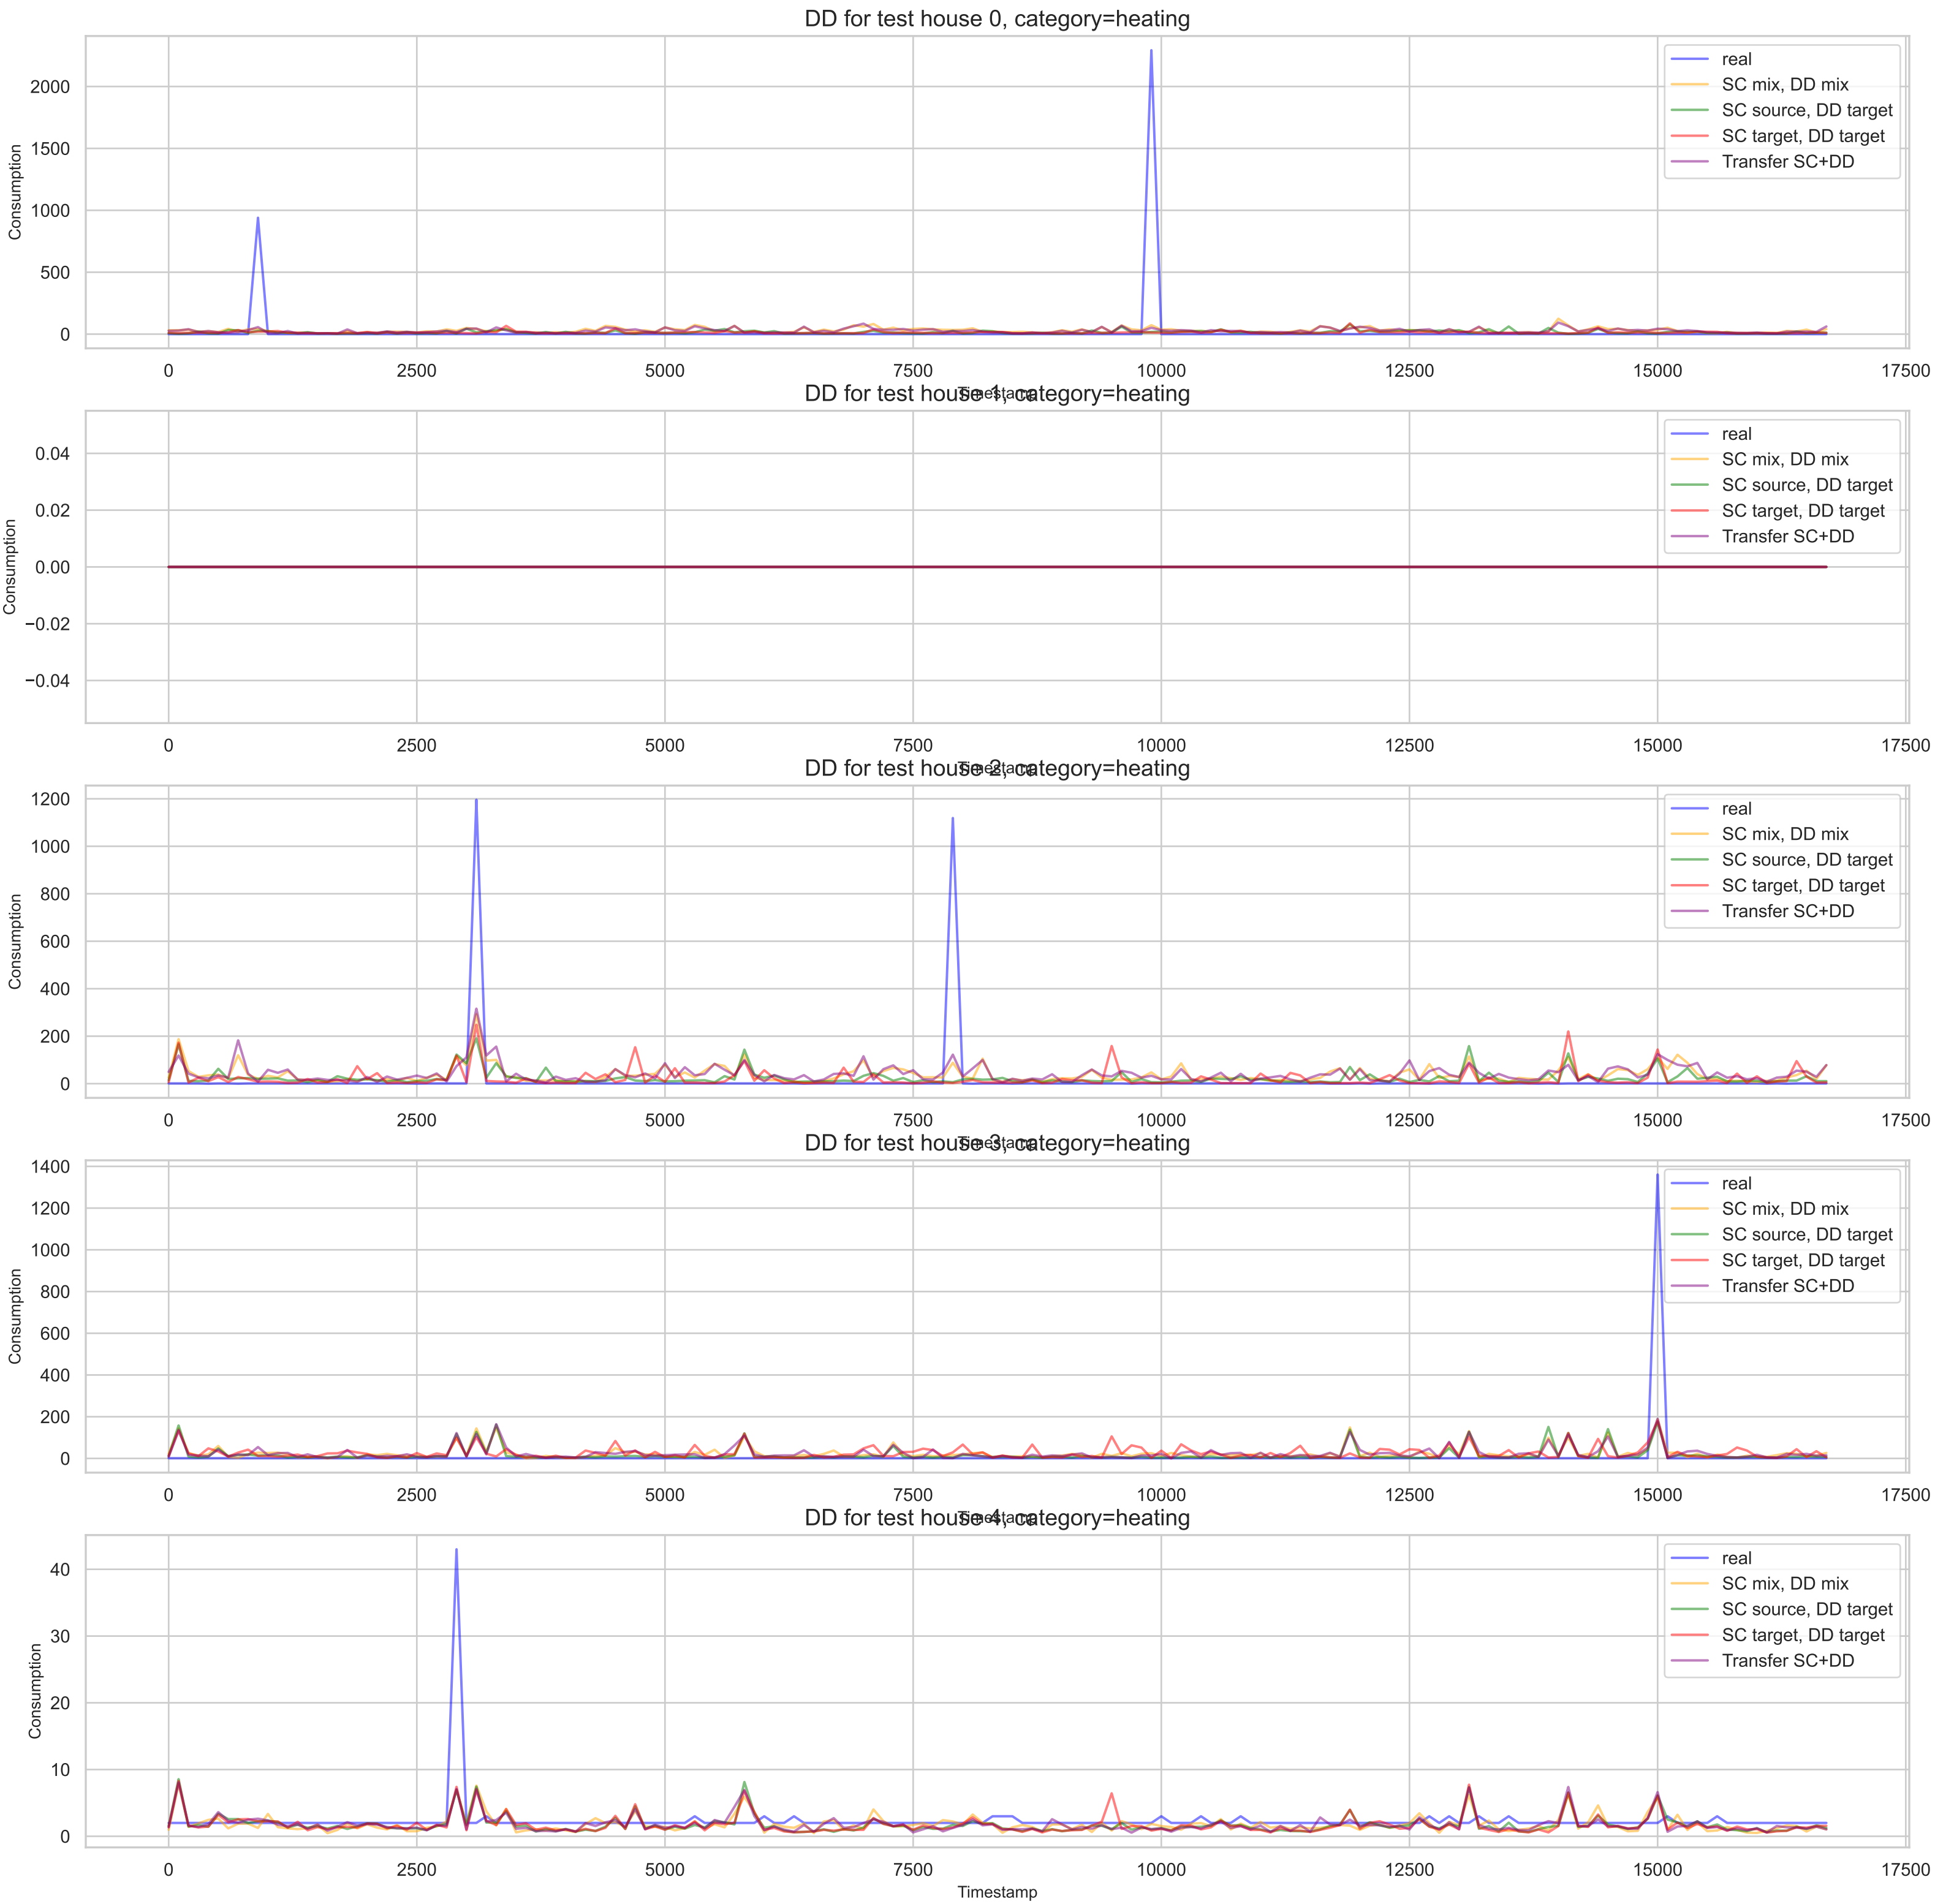 DD for test house 0, category=heating
Consumption
2000
1500
1000
500
0
real
SC mix, DD mix
SC source, DD target
SC target, DD target
Transfer SC+DD
0 2500 5000 7500 10000 12500 15000 17500
Timestamp
DD for test house 1, category=heating
Consumption
0.04
0.02
0.00
−0.02
−0.04
real
SC mix, DD mix
SC source, DD target
SC target, DD target
Transfer SC+DD
0 2500 5000 7500 10000 12500 15000 17500
Timestamp
DD for test house 2, category=heating
Consumption
1200
1000
800
600
400
200
0
real
SC mix, DD mix
SC source, DD target
SC target, DD target
Transfer SC+DD
0 2500 5000 7500 10000 12500 15000 17500
Timestamp
DD for test house 3, category=heating
Consumption
1400
1200
1000
800
600
400
200
0
real
SC mix, DD mix
SC source, DD target
SC target, DD target
Transfer SC+DD
0 2500 5000 7500 10000 12500 15000 17500
Timestamp
DD for test house 4, category=heating
Consumption
40
30
20
10
0
real
SC mix, DD mix
SC source, DD target
SC target, DD target
Transfer SC+DD
0 2500 5000 7500 10000 12500 15000 17500
Timestamp